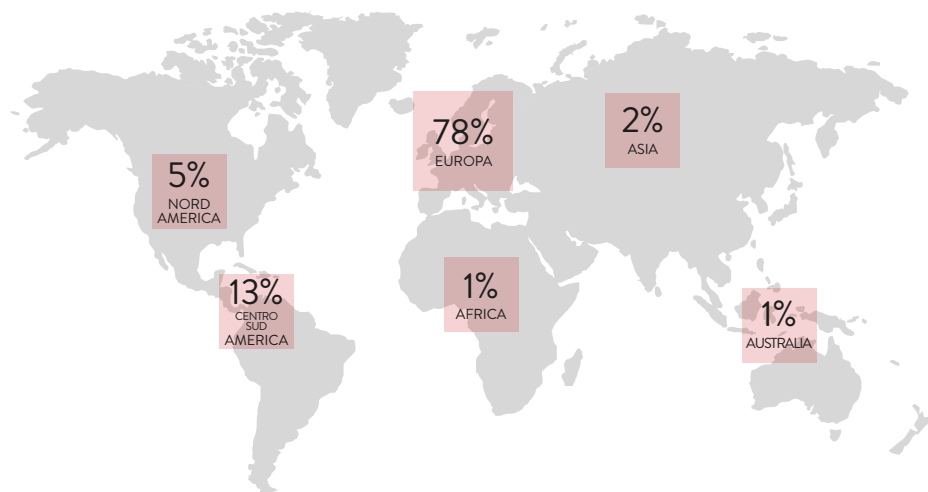 78%
EUROPA
2%
ASIA
5%
NORD
AMERICA
13%
CENTRO
SUD
AMERICA
1%
AFRICA
1%
AUSTRALIA